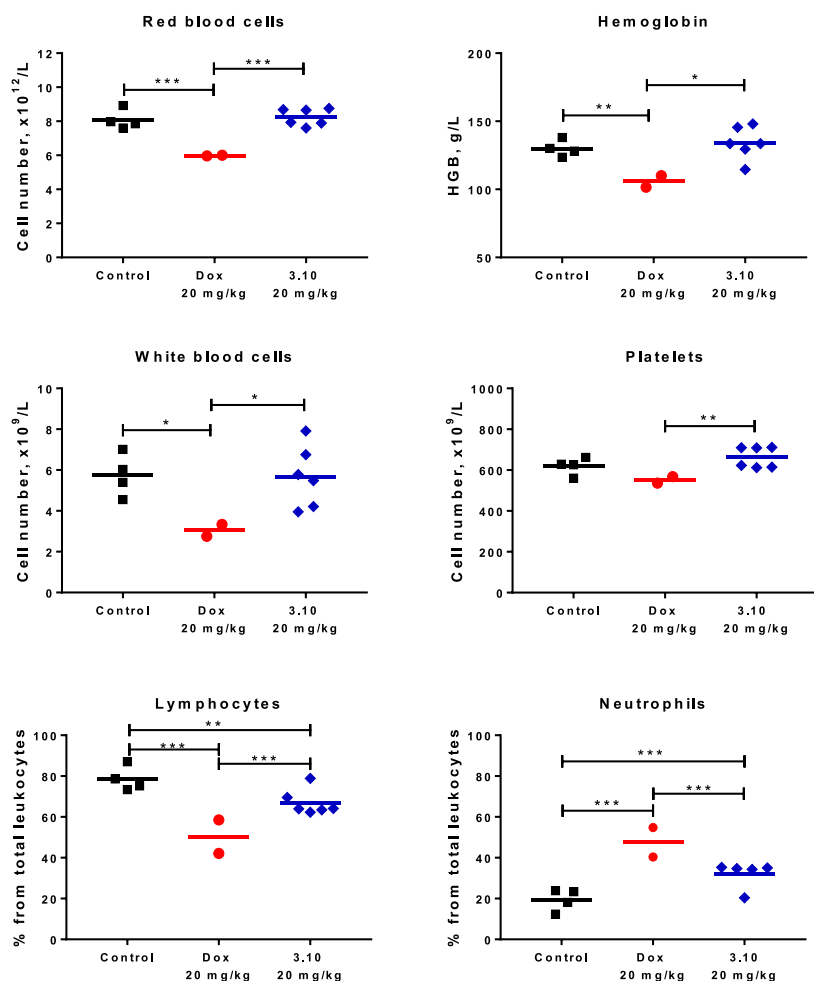 Red blood cells
Cell number, x10¹²/L
12
10
8
6
4
2
0
***
***
Control
Dox
20 mg/kg
3.10
20 mg/kg
Hemoglobin
HGB, g/L
200
150
100
50
**
*
Control
Dox
20 mg/kg
3.10
20 mg/kg
White blood cells
Cell number, x10⁹/L
10
8
6
4
2
0
*
*
Control
Dox
20 mg/kg
3.10
20 mg/kg
Platelets
Cell number, x10⁹/L
1000
800
600
400
200
0
**
Control
Dox
20 mg/kg
3.10
20 mg/kg
Lymphocytes
% from total leukocytes
100
80
60
40
20
0
**
***
***
Control
Dox
20 mg/kg
3.10
20 mg/kg
Neutrophils
% from total leukocytes
100
80
60
40
20
0
***
***
***
Control
Dox
20 mg/kg
3.10
20 mg/kg